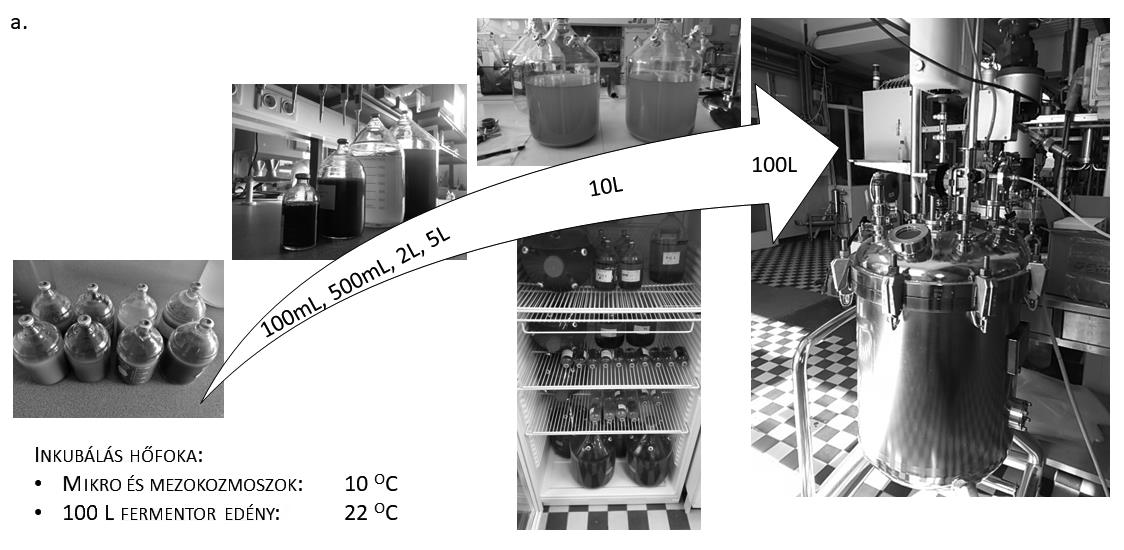 a.
100mL, 500mL, 2L, 5L
10L
100L
INKUBÁLÁS HŐFOKA:
• MIKRO ÉS MEZOKOZMOSZOK: 10 °C
• 100 L FERMENTOR EDÉNY: 22 °C